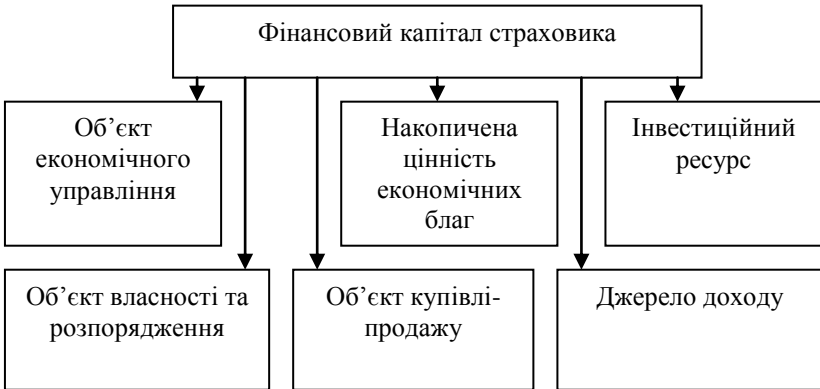 Фінансовий капітал страховика
Об’єкт
економічного
управління
Накопичена
цінність
економічних
благ
Інвестиційний
ресурс
Об’єкт власності та
розпорядження
Об’єкт купівлі-
продажу
Джерело доходу